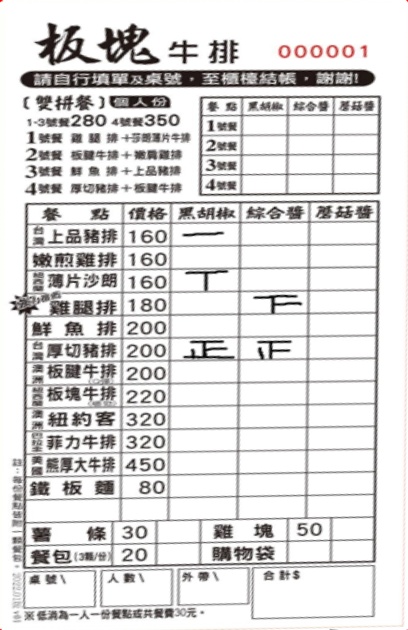 板塊牛排 000001
請自行填單及桌號，至櫃檯結帳，謝謝!
〔雙拼餐〕個人份
1-3號餐280 4號餐350
1號餐 雞腿排+莎朗薄片牛排
2號餐 板腱牛排+嫩肩雞排
3號餐 鮮魚排+上品豬排
4號餐 厚切豬排+板腱牛排
餐點 黑胡椒 綜合醬 蘑菇醬
1號餐
2號餐
3號餐
4號餐
餐點 價格 黑胡椒 綜合醬 蘑菇醬
台灣 上品豬排 160 一
嫩煎雞排 160
紐西蘭 薄片沙朗 160 丅
雞腿排 180 下
鮮魚排 200
台灣 厚切豬排 200 正 正
澳洲 板腱牛排 200
紐西蘭 板塊牛排 220
澳洲 紐約客 320
巴拉圭 菲力牛排 320
美國 熊厚大牛排 450
鐵板麵 80
薯條 30 雞塊 50
餐包(3顆/份) 20 購物袋
桌號\ 人數\ 外帶\ 合計$
※低消為一人一份餐點或共餐費30元。
註：每份餐點皆附一顆餐包。